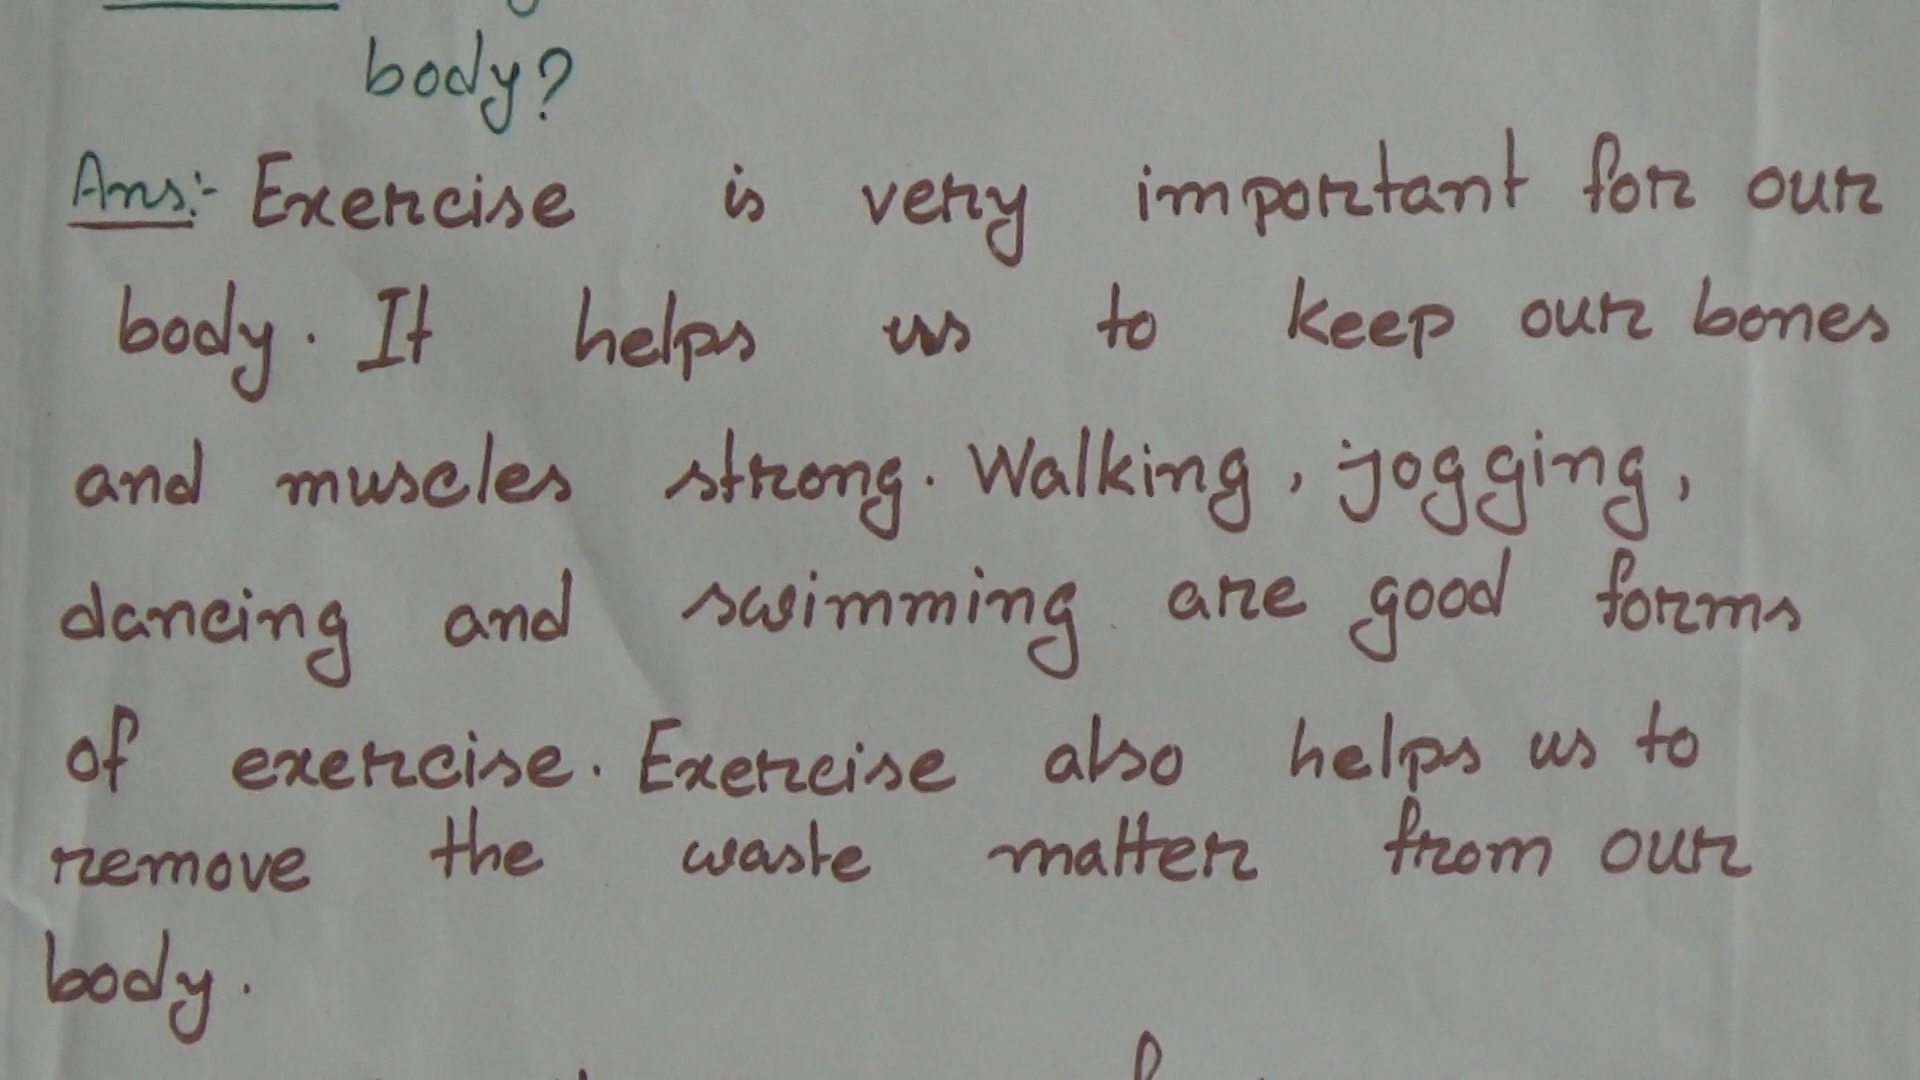 body?
Ans:- Exercise is very important for our
body. It helps us to keep our bones
and muscles strong. Walking, jogging,
dancing and swimming are good forms
of exercise. Exercise also helps us to
remove the waste matter from our
body.